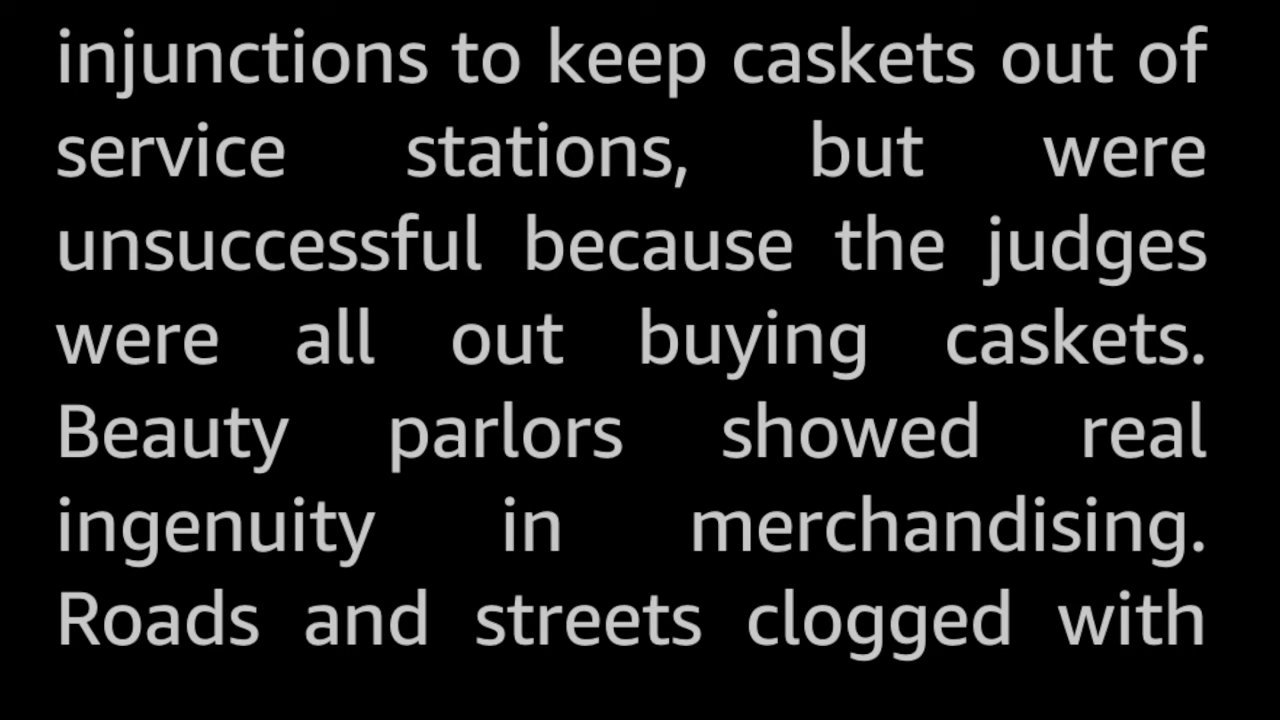 injunctions to keep caskets out of
service stations, but were
unsuccessful because the judges
were all out buying caskets.
Beauty parlors showed real
ingenuity in merchandising.
Roads and streets clogged with